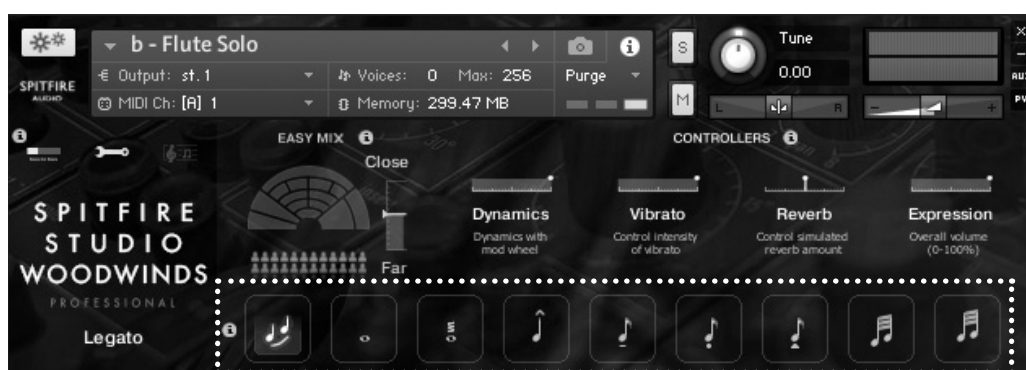 b - Flute Solo
S
Tune
0.00
SPITFIRE
AUDIO
Output: st.1
Voices: 0 Max: 256
Purge
MIDI Ch: [A] 1
Memory: 299.47 MB
M
L
R
-
+
×
-
AUX
PV
EASY MIX
CONTROLLERS
Close
Far
Dynamics
Dynamics with
mod wheel
Vibrato
Control intensity
of vibrato
Reverb
Control simulated
reverb amount
Expression
Overall volume
(0-100%)
SPITFIRE
STUDIO
WOODWINDS
PROFESSIONAL
Legato